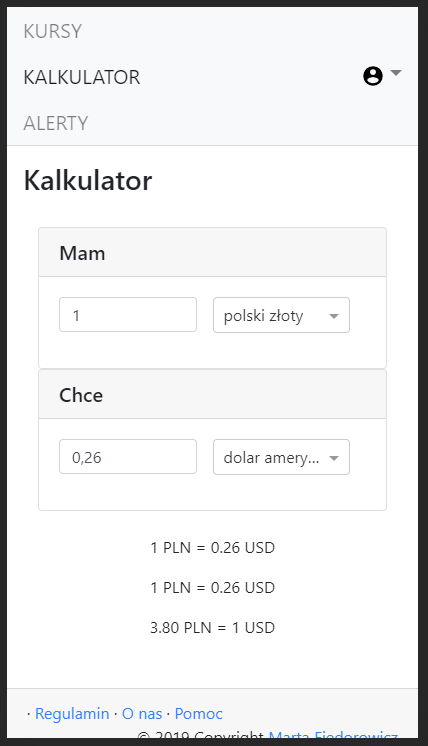 KURSY
KALKULATOR
ALERTY
Kalkulator
Mam
1 polski złoty
Chce
0,26 dolar amery...
1 PLN = 0.26 USD
1 PLN = 0.26 USD
3.80 PLN = 1 USD
· Regulamin · O nas · Pomoc
© 2019 Copyright Marta Fiedorowicz